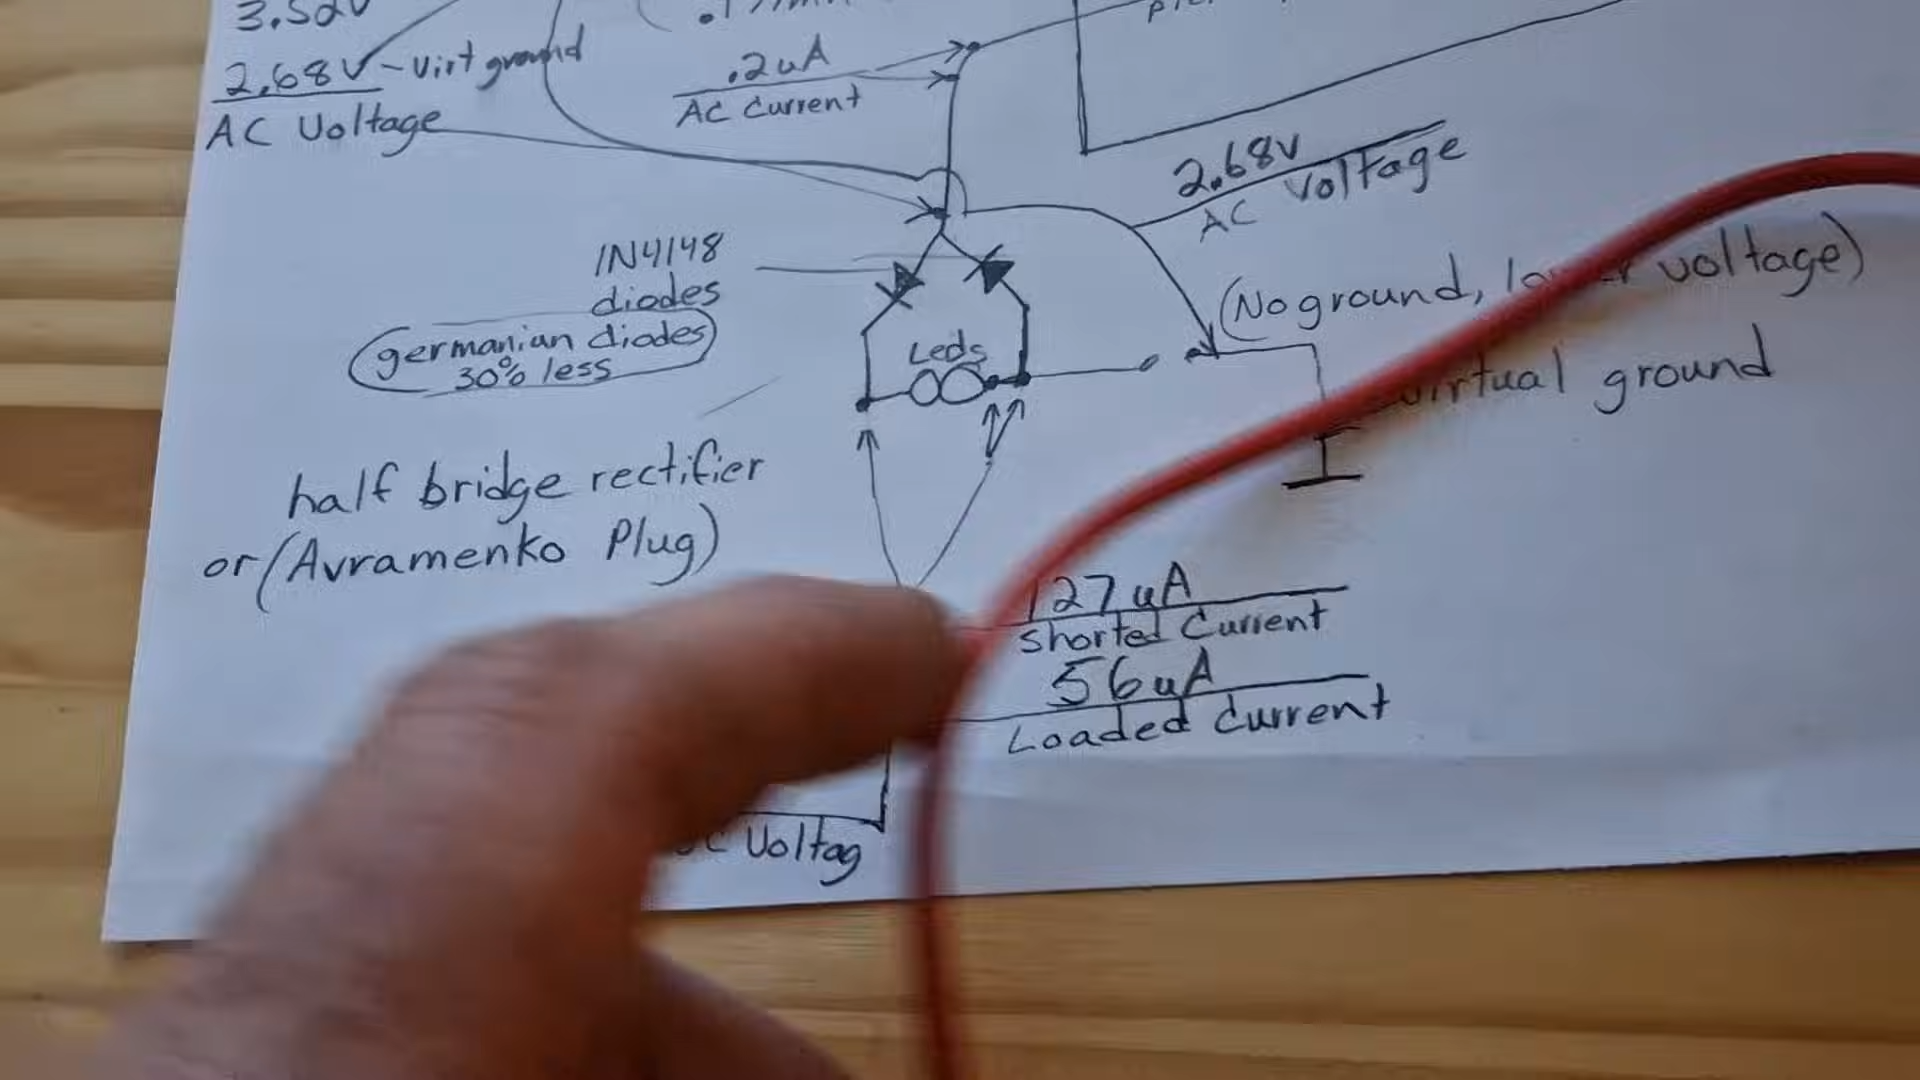 3.52V
2.68V - Virt ground
AC Voltage
.2uA
AC Current
2.68V
AC Voltage
1N4148
diodes
germanian diodes
30% less
(No ground, voltage)
Leds
virtual ground
half bridge rectifier
or (Avramenko Plug)
127uA
Shorted Current
56uA
Loaded Current
Voltag